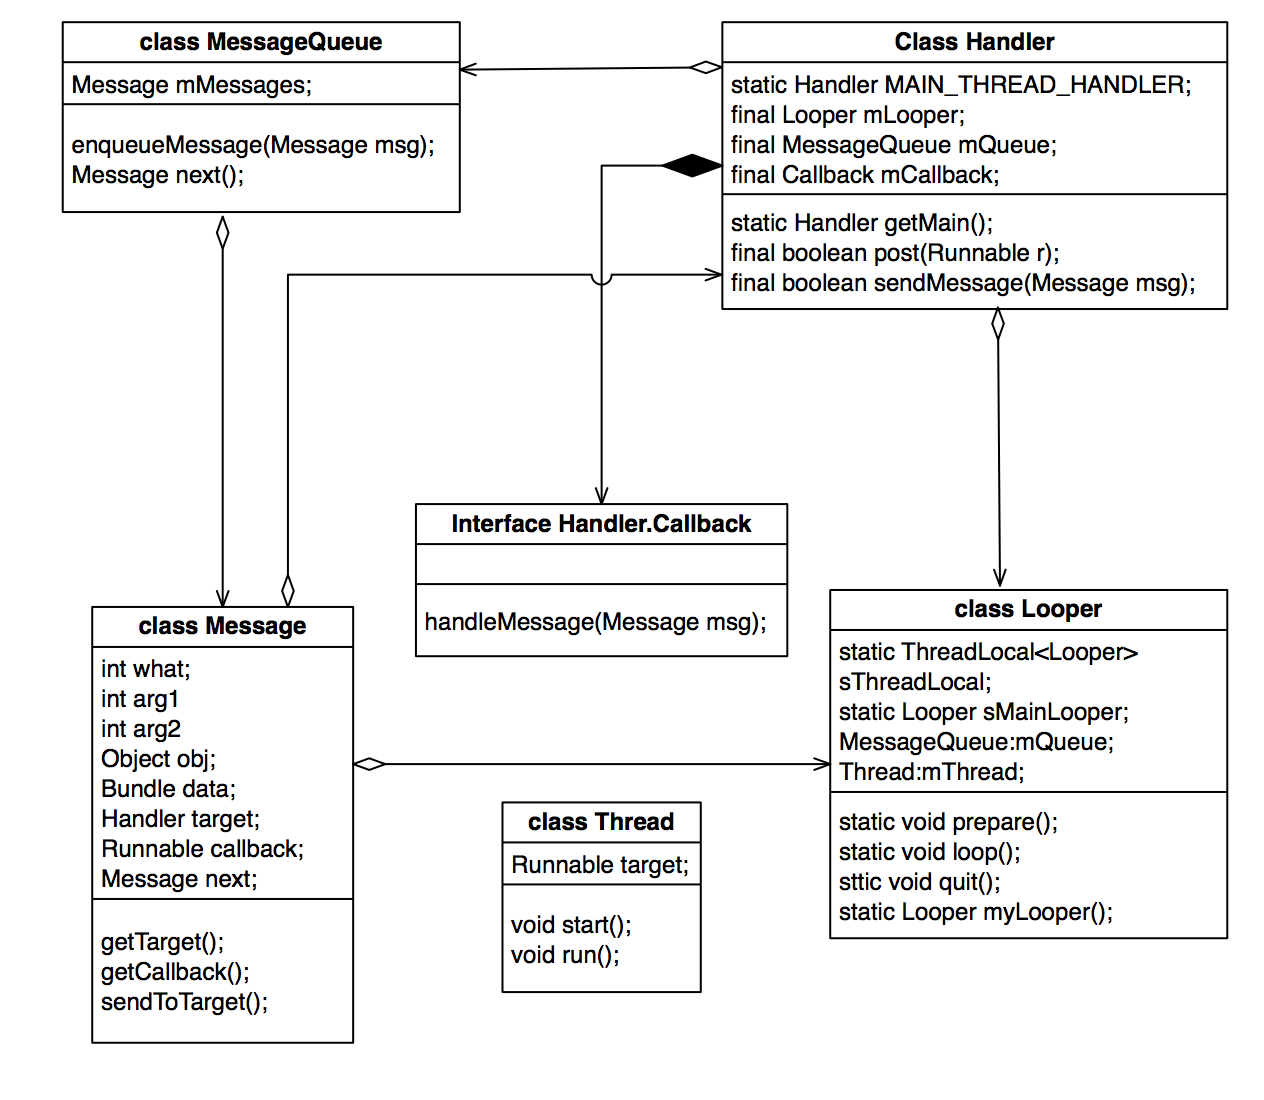 class MessageQueue
Message mMessages;
enqueueMessage(Message msg);
Message next();
Class Handler
static Handler MAIN_THREAD_HANDLER;
final Looper mLooper;
final MessageQueue mQueue;
final Callback mCallback;
static Handler getMain();
final boolean post(Runnable r);
final boolean sendMessage(Message msg);
Interface Handler.Callback
handleMessage(Message msg);
class Message
int what;
int arg1
int arg2
Object obj;
Bundle data;
Handler target;
Runnable callback;
Message next;
getTarget();
getCallback();
sendToTarget();
class Thread
Runnable target;
void start();
void run();
class Looper
static ThreadLocal<Looper>
sThreadLocal;
static Looper sMainLooper;
MessageQueue:mQueue;
Thread:mThread;
static void prepare();
static void loop();
sttic void quit();
static Looper myLooper();